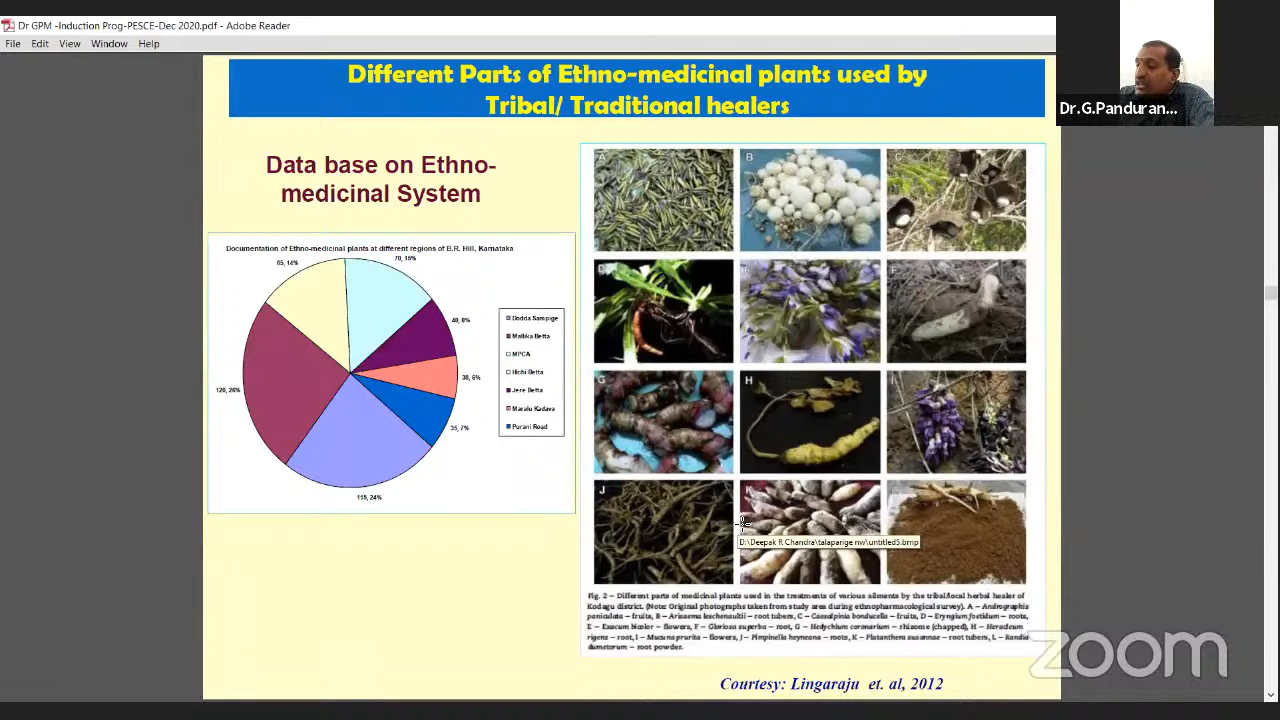 Dr GPM -Induction Prog-PESCE-Dec 2020.pdf - Adobe Reader
File Edit View Window Help
Dr.G.Panduran...
Different Parts of Ethno-medicinal plants used by
Tribal/ Traditional healers
Data base on Ethno-
medicinal System
Documentation of Ethno-medicinal plants at different regions of B.R. Hill, Karnataka
65, 14%
70, 15%
40, 8%
30, 6%
35, 7%
115, 24%
120, 26%
Dodda Sampige
Mallika Betta
MPCA
Hichi Betta
Jere Betta
Maralu Kadava
Purani Road
A
B
C
D
E
F
G
H
I
J
K
D:\Deepak R Chandra\talaparige nw\untitled5.bmp
Fig. 2 – Different parts of medicinal plants used in the treatments of various ailments by the tribal/local herbal healer of
Kodagu district. (Note: Original photographs taken from study area during ethnopharmacological survey). A – Andrographis
paniculata – fruits, B – Arisaema leschenaultii – root tubers, C – Caesalpinia bonducella – fruits, D – Eryngium foetidum – roots,
E – Exacum bicolor – flowers, F – Gloriosa superba – root, G – Hedychium coronarium – rhizome (chapped), H – Heracleum
rigens – root, I – Mucuna prurita – flowers, J – Pimpinella heyneana – roots, K – Platanthera susannae – root tubers, L – Randia
dumetorum – root powder.
Courtesy: Lingaraju et. al, 2012
zoom